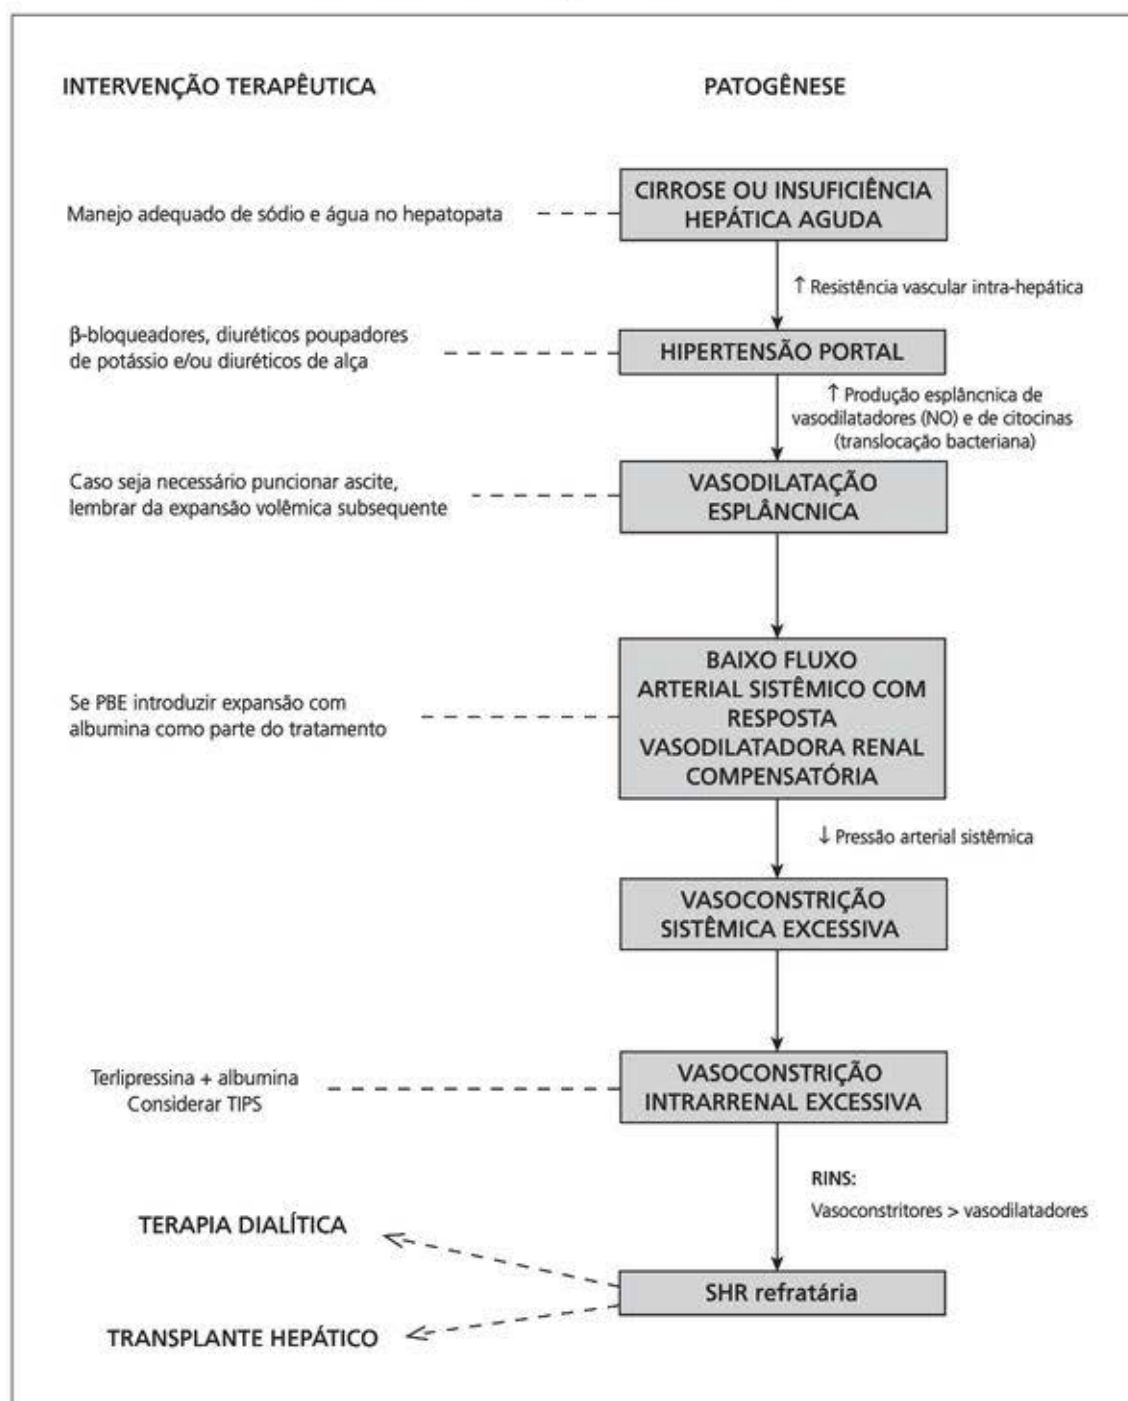 INTERVENÇÃO TERAPÊUTICA
PATOGÊNESE
Manejo adequado de sódio e água no hepatopata
CIRROSE OU INSUFICIÊNCIA
HEPÁTICA AGUDA
↑ Resistência vascular intra-hepática
β-bloqueadores, diuréticos poupadores
de potássio e/ou diuréticos de alça
HIPERTENSÃO PORTAL
↑ Produção esplâncnica de
vasodilatadores (NO) e de citocinas
(translocação bacteriana)
Caso seja necessário puncionar ascite,
lembrar da expansão volêmica subsequente
VASODILATAÇÃO
ESPLÂNCNICA
Se PBE introduzir expansão com
albumina como parte do tratamento
BAIXO FLUXO
ARTERIAL SISTÊMICO COM
RESPOSTA
VASODILATADORA RENAL
COMPENSATÓRIA
↓ Pressão arterial sistêmica
VASOCONSTRIÇÃO
SISTÊMICA EXCESSIVA
Terlipressina + albumina
Considerar TIPS
VASOCONSTRIÇÃO
INTRARRENAL EXCESSIVA
RINS:
Vasoconstritores > vasodilatadores
TERAPIA DIALÍTICA
SHR refratária
TRANSPLANTE HEPÁTICO